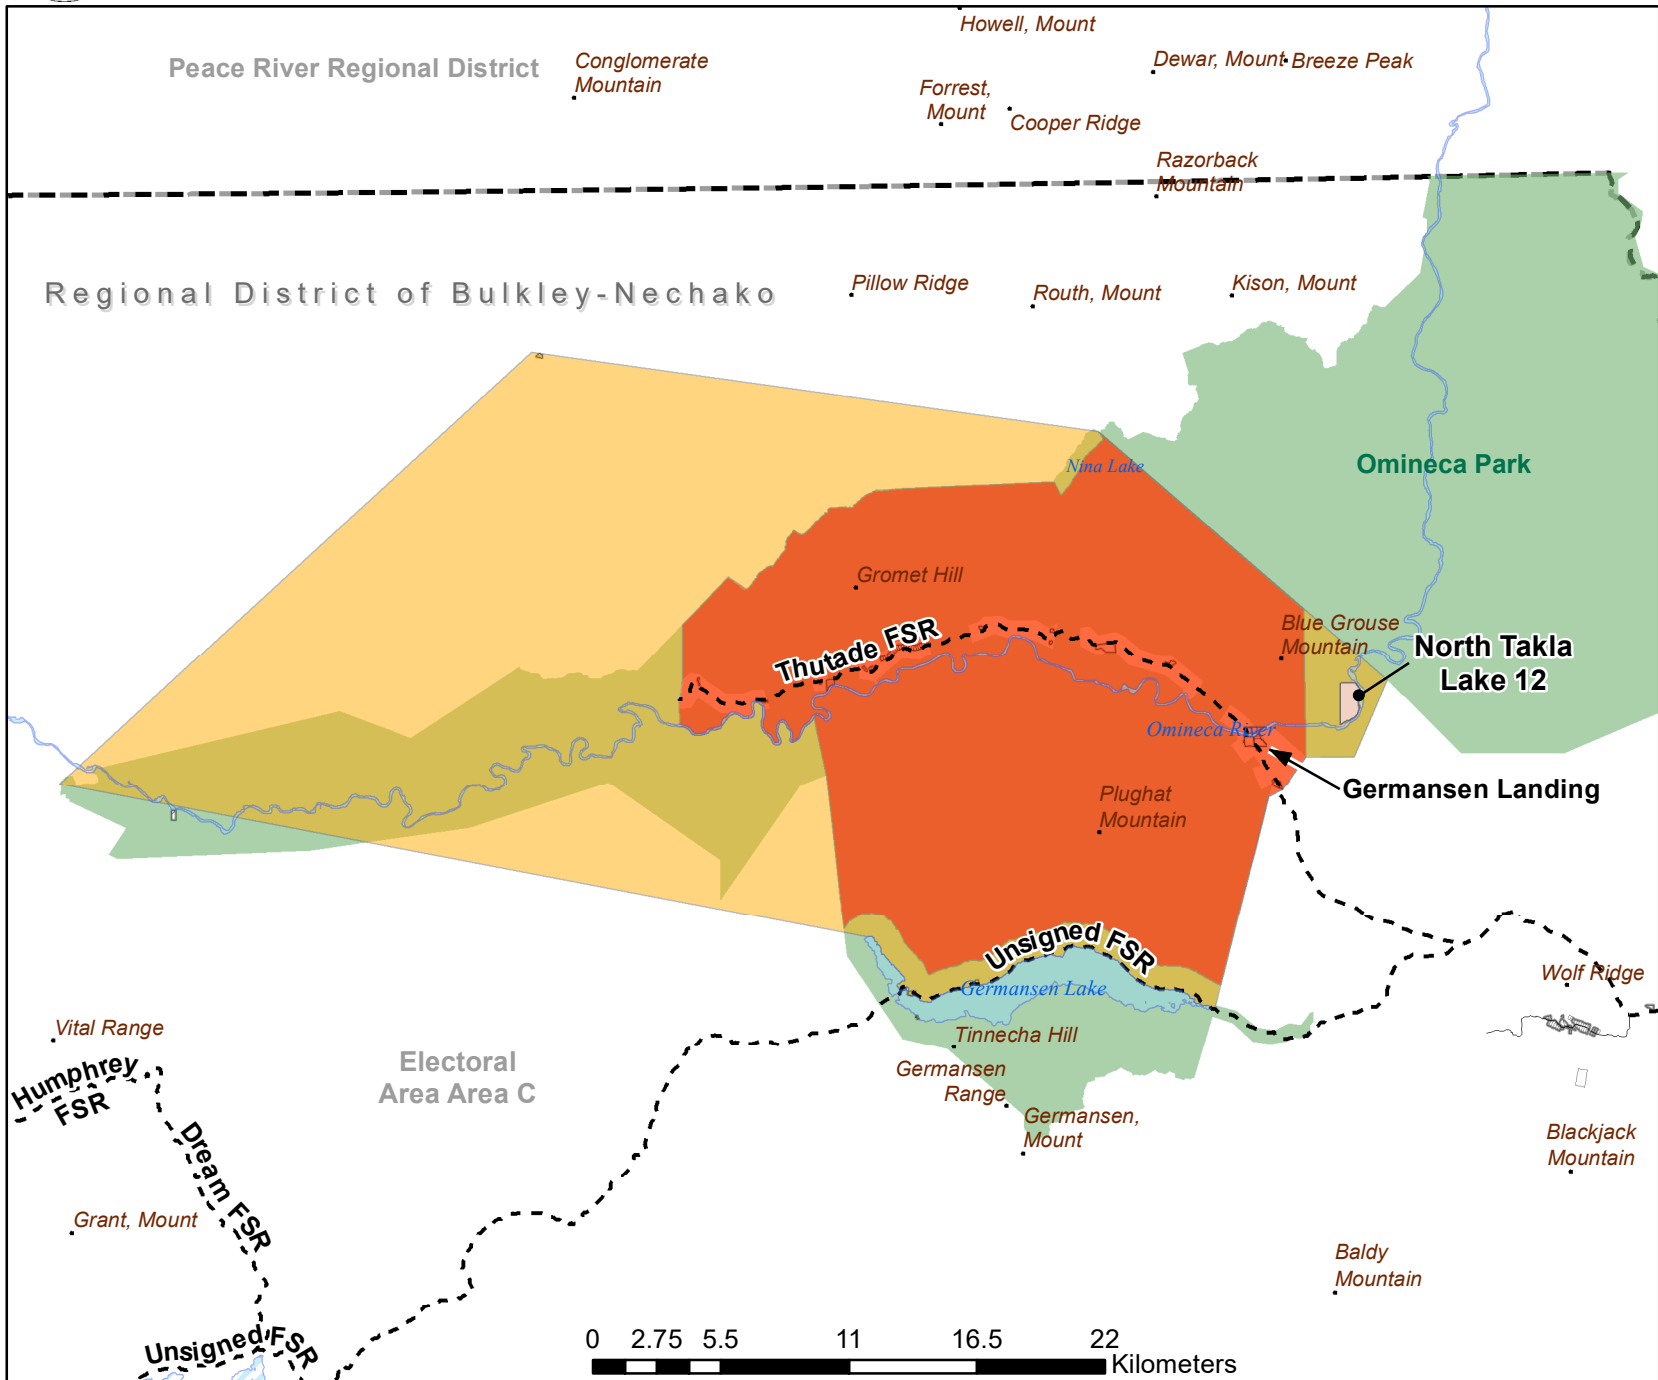 Howell, Mount
Peace River Regional District
Conglomerate
Mountain
Dewar, Mount
Breeze Peak
Forrest,
Mount
Cooper Ridge
Razorback
Mountain
Regional District of Bulkley-Nechako
Pillow Ridge
Routh, Mount
Kison, Mount
Nina Lake
Omineca Park
Gromet Hill
Thutade FSR
Blue Grouse
Mountain
North Takla
Lake 12
Omineca River
Germansen Landing
Plughat
Mountain
Unsigned FSR
Germansen Lake
Wolf Ridge
Vital Range
Tinnecha Hill
Electoral
Area Area C
Germansen
Range
Humphrey
FSR
Germansen,
Mount
Dream FSR
Blackjack
Mountain
Grant, Mount
Baldy
Mountain
Unsigned FSR
0 2.75 5.5 11 16.5 22
Kilometers